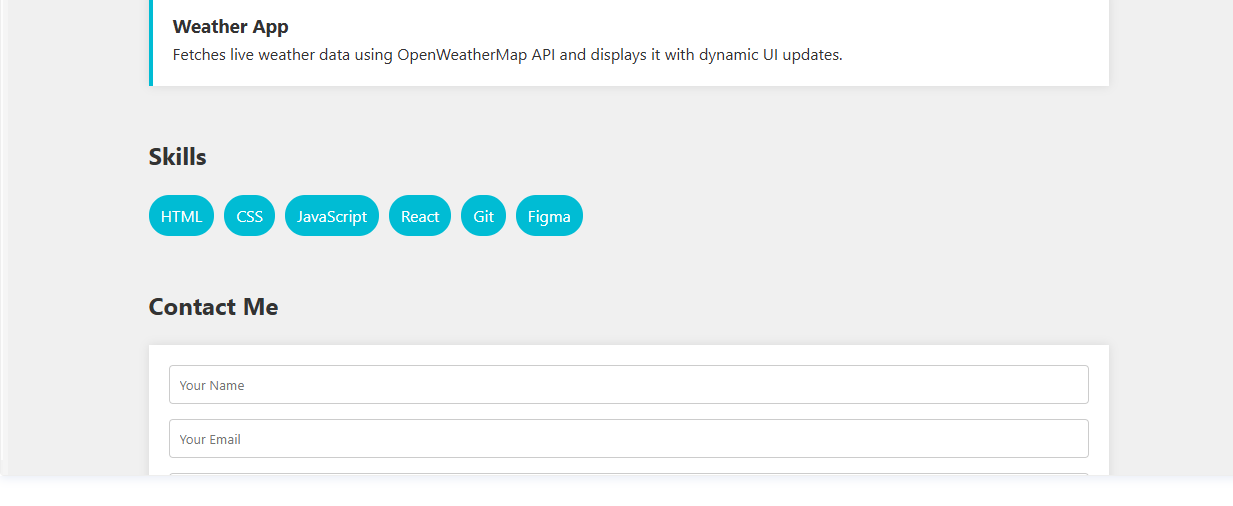 Weather App
Fetches live weather data using OpenWeatherMap API and displays it with dynamic UI updates.
Skills
HTML CSS JavaScript React Git Figma
Contact Me
Your Name
Your Email